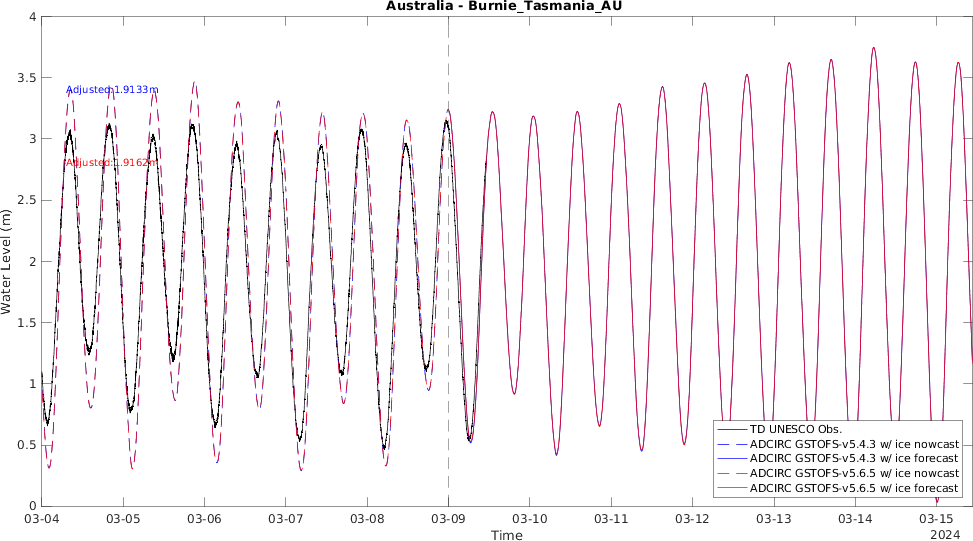 Australia - Burnie_Tasmania_AU
4
3.5
3
2.5
2
1.5
1
0.5
0
Water Level (m)
Adjusted:1.9133m
Adjusted:1.9162m
TD UNESCO Obs.
ADCIRC GSTOFS-v5.4.3 w/ ice nowcast
ADCIRC GSTOFS-v5.4.3 w/ ice forecast
ADCIRC GSTOFS-v5.6.5 w/ ice nowcast
ADCIRC GSTOFS-v5.6.5 w/ ice forecast
03-04 03-05 03-06 03-07 03-08 03-09 03-10 03-11 03-12 03-13 03-14 03-15
Time
2024